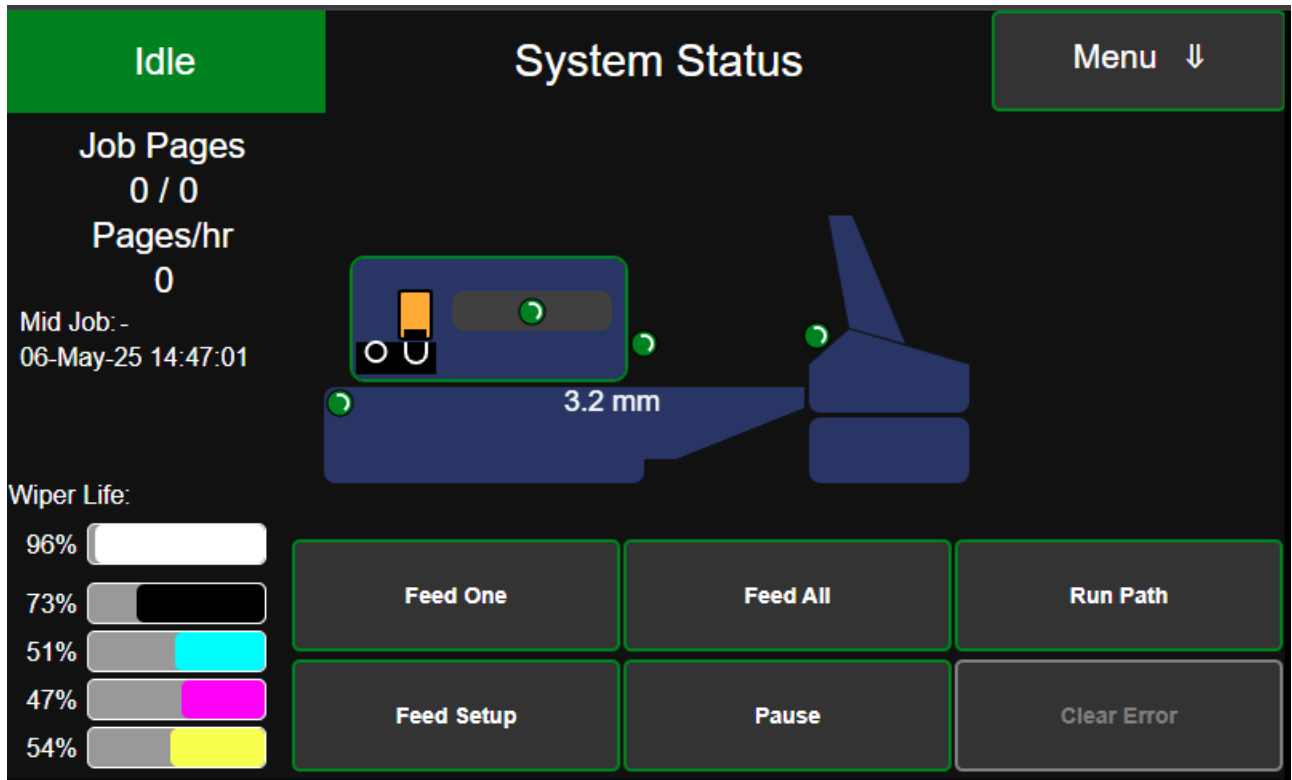 Idle
System Status
Menu ⇓
Job Pages
0 / 0
Pages/hr
0
Mid Job: -
06-May-25 14:47:01
3.2 mm
Wiper Life:
96%
73%
51%
47%
54%
Feed One
Feed All
Run Path
Feed Setup
Pause
Clear Error